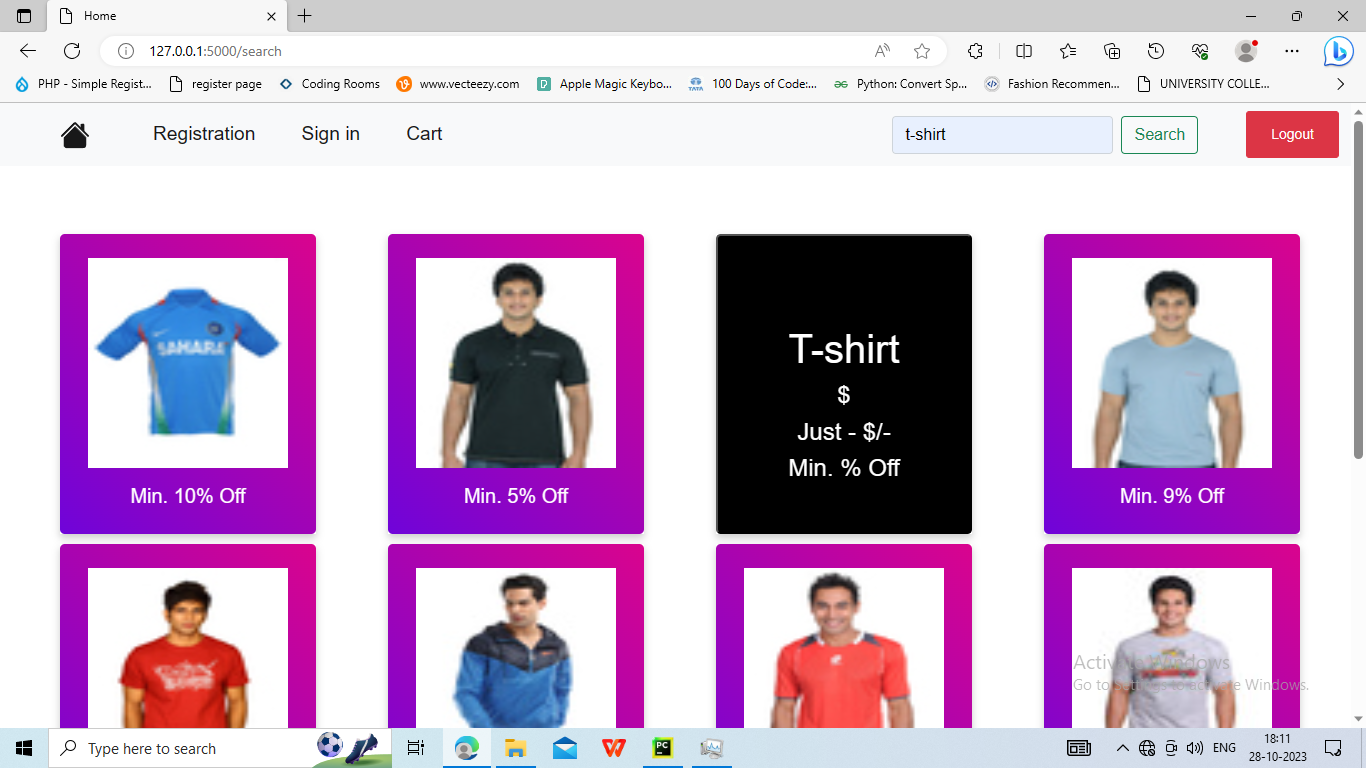 Home
127.0.0.1:5000/search
PHP - Simple Regist...
register page
Coding Rooms
www.vecteezy.com
Apple Magic Keybo...
TATA
100 Days of Code:...
Python: Convert Sp...
Fashion Recommen...
UNIVERSITY COLLE...
Registration
Sign in
Cart
t-shirt
Search
Logout
SAHARA
Min. 10% Off
Min. 5% Off
T-shirt
$
Just - $/-
Min. % Off
Min. 9% Off
Activate Windows
Go to Settings to activate Windows.
Type here to search
PC
ENG
18:11
28-10-2023